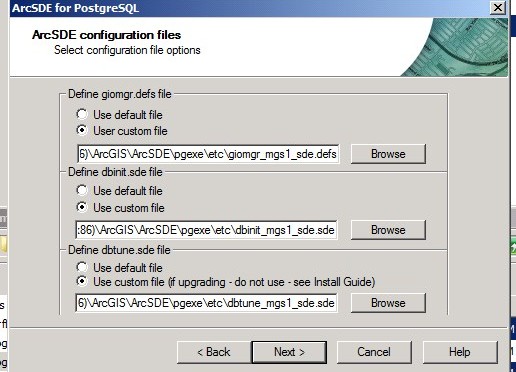 ArcSDE for PostgreSQL
ArcSDE configuration files
Select configuration file options
Define giomgr.defs file
Use default file
User custom file
6)\ArcGIS\ArcSDE\pgexe\etc\giomgr_mgs1_sde.defs
Browse
Define dbinit.sde file
Use default file
Use custom file
:86)\ArcGIS\ArcSDE\pgexe\etc\dbinit_mgs1_sde.sde
Browse
Define dbtune.sde file
Use default file
Use custom file (if upgrading - do not use - see Install Guide)
6)\ArcGIS\ArcSDE\pgexe\etc\dbtune_mgs1_sde.sde
Browse
< Back
Next >
Cancel
Help